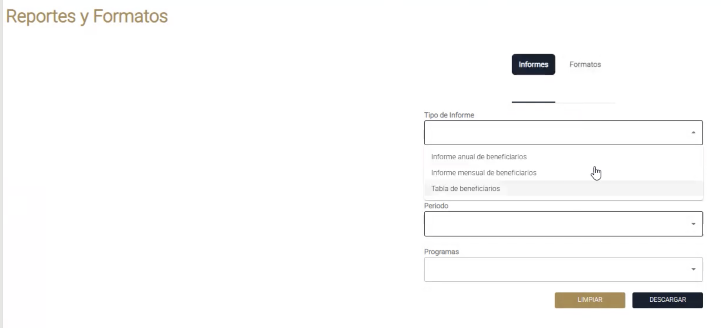 Reportes y Formatos
Informes
Formatos
Tipo de Informe
Informe anual de beneficiarios
Informe mensual de beneficiarios
Tabla de beneficiarios
Periodo
Programas
LIMPIAR
DESCARGAR